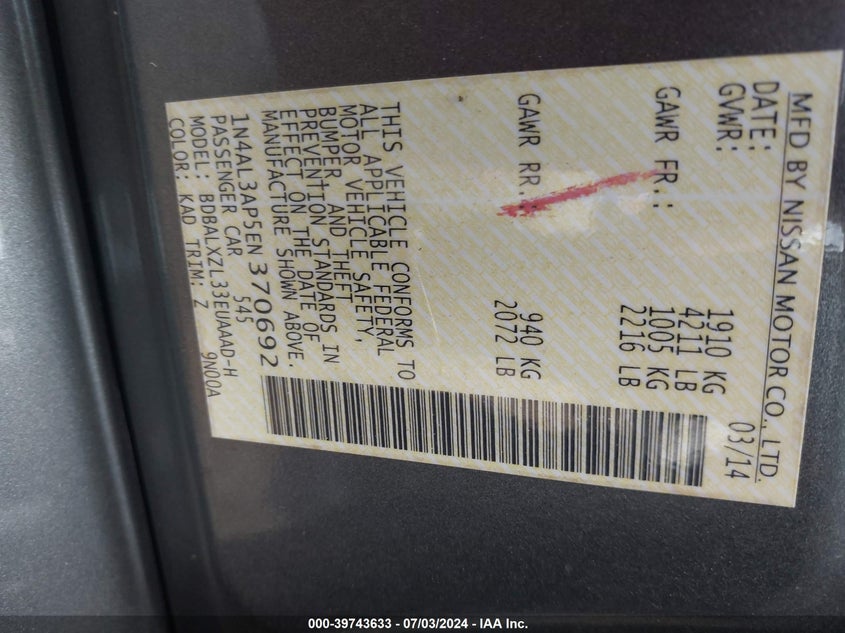 MFD BY NISSAN MOTOR CO., LTD.
DATE: 03/14
GVWR: 1910 KG
4211 LB
GAWR FR.: 1005 KG
2216 LB
GAWR RR.: 940 KG
2072 LB
THIS VEHICLE CONFORMS TO
ALL APPLICABLE FEDERAL
MOTOR VEHICLE SAFETY,
BUMPER, AND THEFT
PREVENTION STANDARDS IN
EFFECT ON THE DATE OF
MANUFACTURE SHOWN ABOVE.
1N4AL3AP5EN370692
PASSENGER CAR 545
MODEL: BDBALXZL33EUAAAD-H
COLOR: KAD TRIM: Z 9N00A
000-39743633 - 07/03/2024 - IAA Inc.